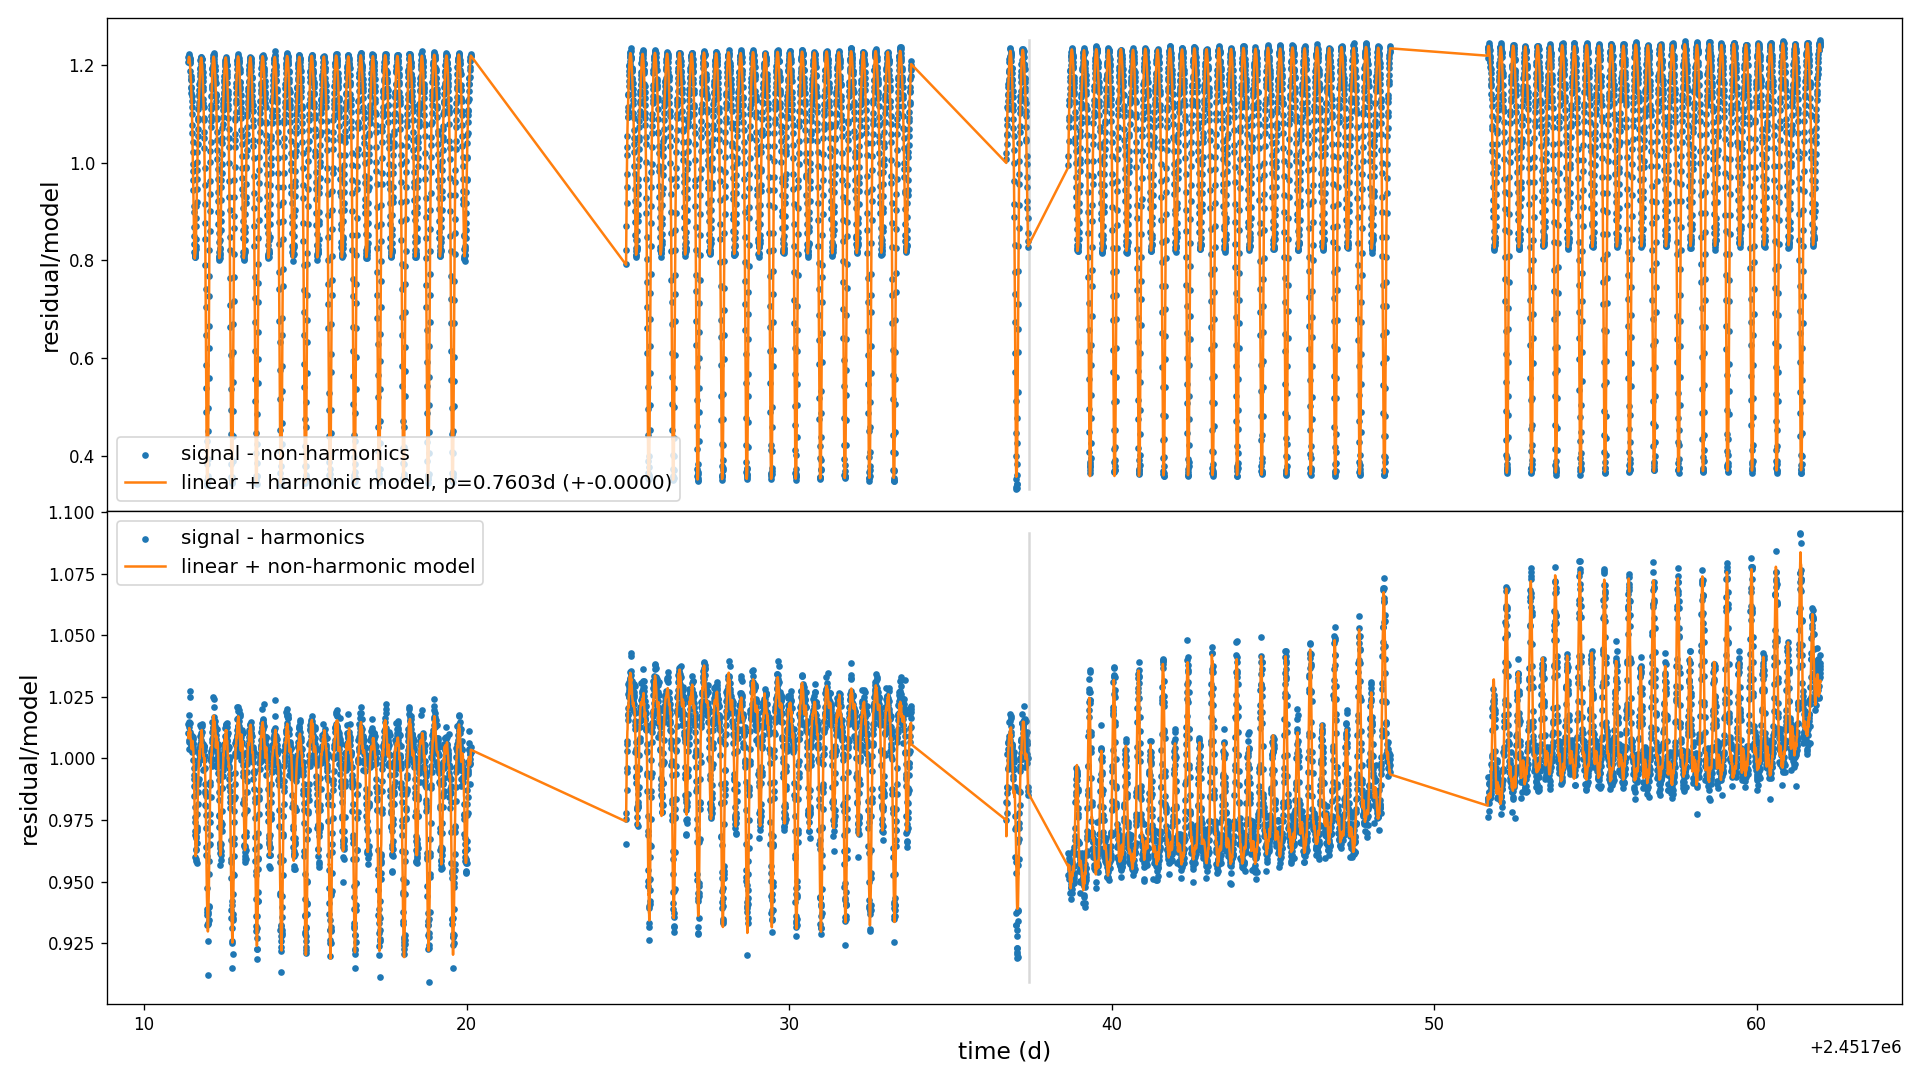 residual/model
1.2
1.0
0.8
0.6
0.4
signal - non-harmonics
linear + harmonic model, p=0.7603d (+-0.0000)
residual/model
1.100
1.075
1.050
1.025
1.000
0.975
0.950
0.925
signal - harmonics
linear + non-harmonic model
10 20 30 40 50 60
time (d)
+2.4517e6